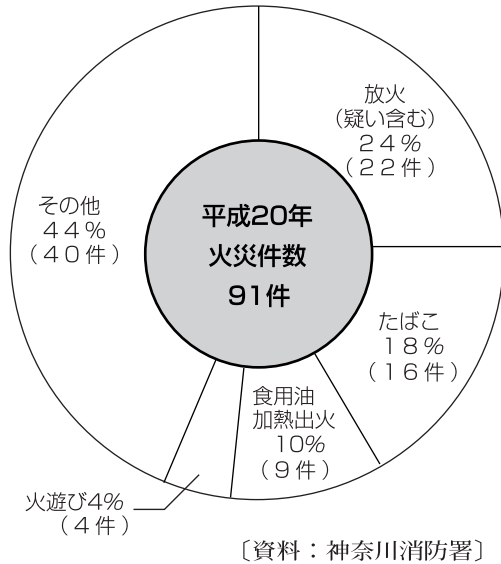 放火
(疑い含む)
24%
(22件)
その他
44%
(40件)
平成20年
火災件数
91件
たばこ
18%
(16件)
食用油
加熱出火
10%
(9件)
火遊び4%
(4件)
〔資料：神奈川消防署〕